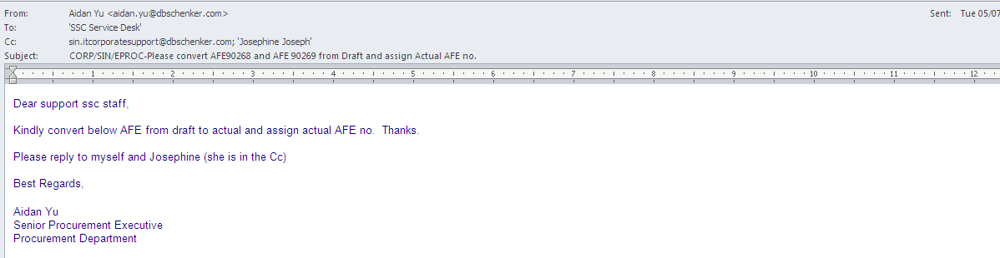 From: Aidan Yu <aidan.yu@dbschenker.com> Sent: Tue 05/07
To: 'SSC Service Desk'
Cc: sin.itcorporatesupport@dbschenker.com; 'Josephine Joseph'
Subject: CORP/SIN/EPROC-Please convert AFE90268 and AFE 90269 from Draft and assign Actual AFE no.
1 2 3 4 5 6 7 8 9 10 11 12
Dear support ssc staff,
Kindly convert below AFE from draft to actual and assign actual AFE no. Thanks.
Please reply to myself and Josephine (she is in the Cc)
Best Regards,
Aidan Yu
Senior Procurement Executive
Procurement Department